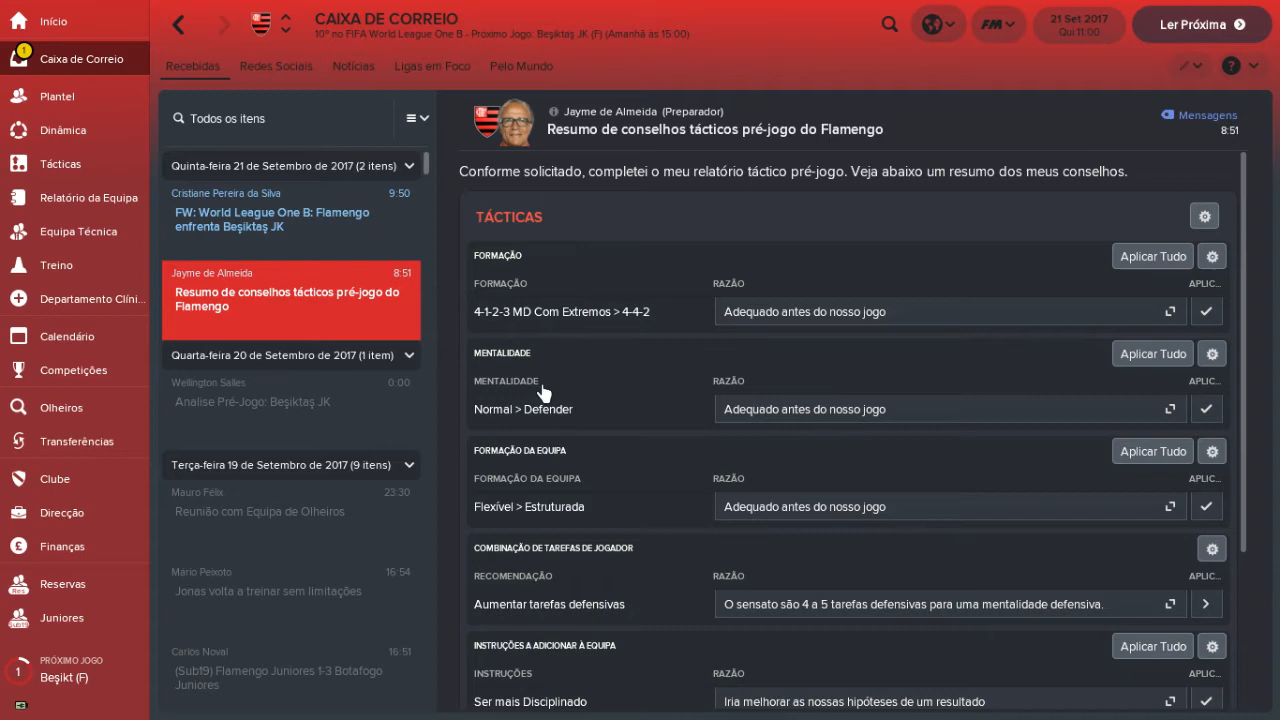 Início
1
Caixa de Correio
Plantel
Dinâmica
Tácticas
Relatório da Equipa
Equipa Técnica
Treino
Departamento Clíni...
Calendário
Competições
Olheiros
Transferências
Clube
Direcção
Finanças
Res
Reservas
Juniores
PRÓXIMO JOGO
1
Beşikt (F)
CAIXA DE CORREIO
10º no FIFA World League One B - Próximo Jogo: Beşiktaş JK (F) (Amanhã às 15:00)
FM
21 Set 2017
Qui 11:00
Ler Próxima
Recebidas
Redes Sociais
Notícias
Ligas em Foco
Pelo Mundo
?
Todos os itens
Quinta-feira 21 de Setembro de 2017 (2 itens)
Cristiane Pereira da Silva 9:50
FW: World League One B: Flamengo
enfrenta Beşiktaş JK
Jayme de Almeida 8:51
Resumo de conselhos tácticos pré-jogo do
Flamengo
Quarta-feira 20 de Setembro de 2017 (1 item)
Wellington Salles 0:00
Analise Pré-Jogo: Beşiktaş JK
Terça-feira 19 de Setembro de 2017 (9 itens)
Mauro Félix 23:30
Reunião com Equipa de Olheiros
Mário Peixoto 16:54
Jonas volta a treinar sem limitações
Carlos Noval 16:51
(Sub19) Flamengo Juniores 1-3 Botafogo
Juniores
Jayme de Almeida (Preparador)
Resumo de conselhos tácticos pré-jogo do Flamengo
Mensagens
8:51
Conforme solicitado, completei o meu relatório táctico pré-jogo. Veja abaixo um resumo dos meus conselhos.
TÁCTICAS
FORMAÇÃO Aplicar Tudo
FORMAÇÃO RAZÃO APLIC...
4-1-2-3 MD Com Extremos > 4-4-2 Adequado antes do nosso jogo
MENTALIDADE Aplicar Tudo
MENTALIDADE RAZÃO APLIC...
Normal > Defender Adequado antes do nosso jogo
FORMAÇÃO DA EQUIPA Aplicar Tudo
FORMAÇÃO DA EQUIPA RAZÃO APLIC...
Flexível > Estruturada Adequado antes do nosso jogo
COMBINAÇÃO DE TAREFAS DE JOGADOR
RECOMENDAÇÃO RAZÃO APLIC...
Aumentar tarefas defensivas O sensato são 4 a 5 tarefas defensivas para uma mentalidade defensiva.
INSTRUÇÕES A ADICIONAR À EQUIPA Aplicar Tudo
INSTRUÇÕES RAZÃO APLIC...
Ser mais Disciplinado Iria melhorar as nossas hipóteses de um resultado